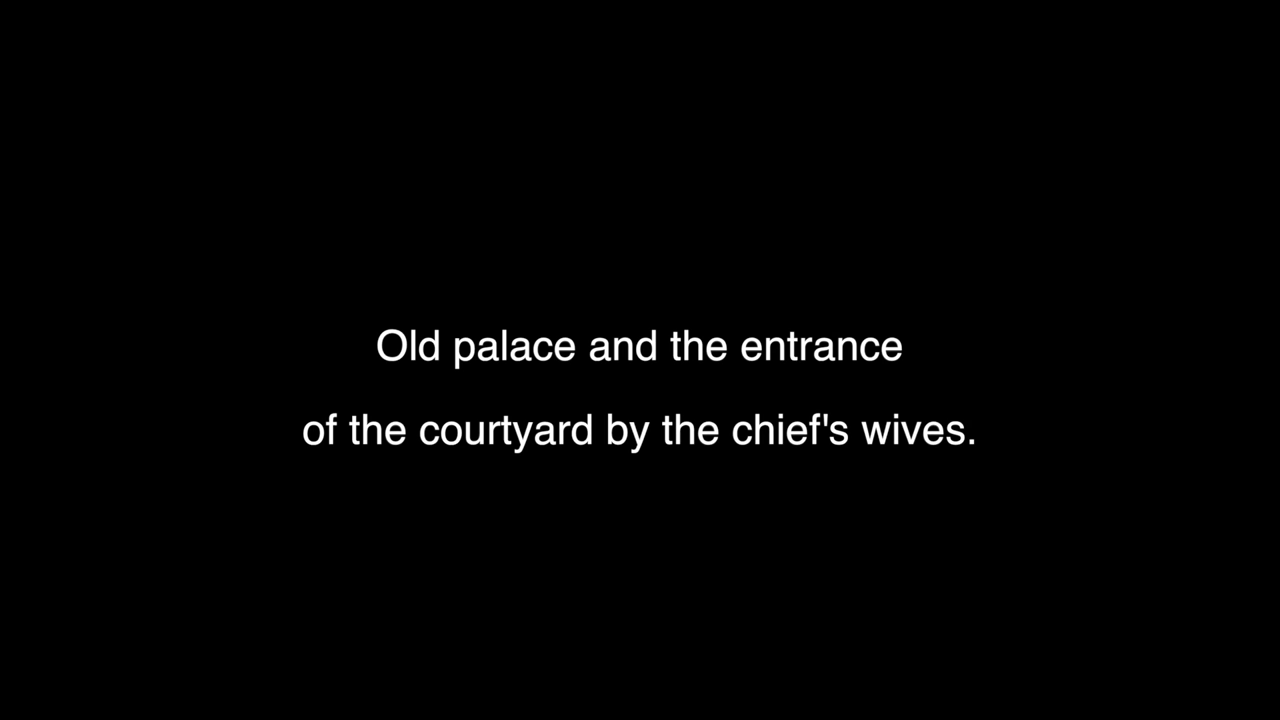 Old palace and the entrance
of the courtyard by the chief's wives.